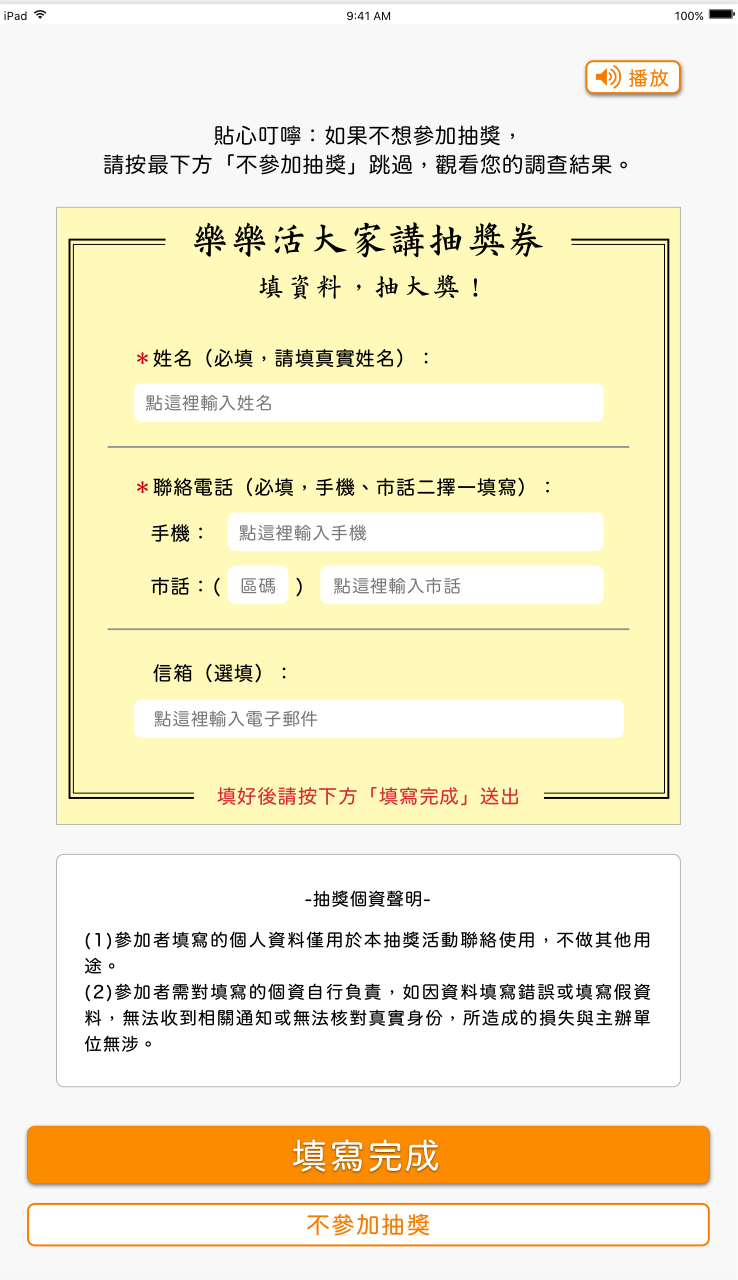 iPad 9:41 AM 100%
播放
貼心叮嚀：如果不想參加抽獎，
請按最下方「不參加抽獎」跳過，觀看您的調查結果。
樂樂活大家講抽獎券
填資料，抽大獎！
＊姓名（必填，請填真實姓名）：
點這裡輸入姓名
＊聯絡電話（必填，手機、市話二擇一填寫）：
手機： 點這裡輸入手機
市話：( 區碼 ) 點這裡輸入市話
信箱（選填）：
點這裡輸入電子郵件
填好後請按下方「填寫完成」送出
-抽獎個資聲明-
(1)參加者填寫的個人資料僅用於本抽獎活動聯絡使用，不做其他用
途。
(2)參加者需對填寫的個資自行負責，如因資料填寫錯誤或填寫假資
料，無法收到相關通知或無法核對真實身份，所造成的損失與主辦單
位無涉。
填寫完成
不參加抽獎